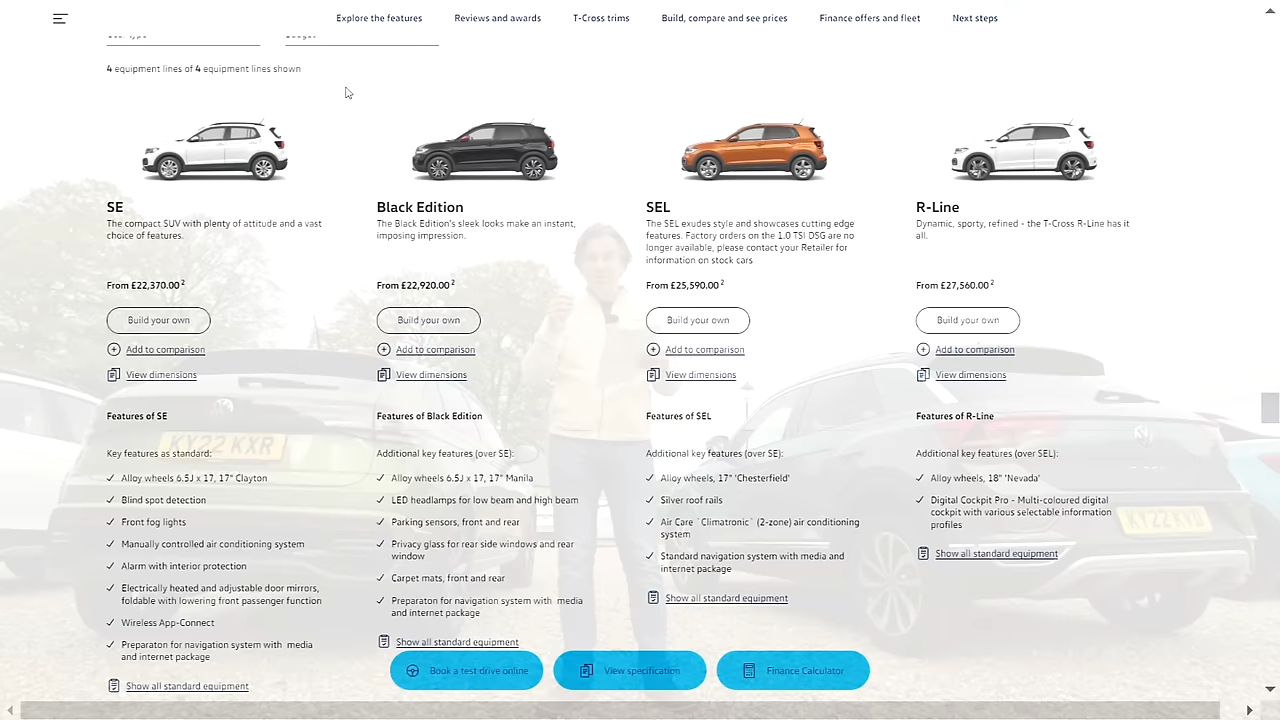 Explore the features Reviews and awards T-Cross trims Build, compare and see prices Finance offers and fleet Next steps
4 equipment lines of 4 equipment lines shown
SE
The compact SUV with plenty of attitude and a vast
choice of features.
From £22,370.00 2
Build your own
Add to comparison
View dimensions
Features of SE
Key features as standard:
Alloy wheels 6.5J x 17, 17" Clayton
Blind spot detection
Front fog lights
Manually controlled air conditioning system
Alarm with interior protection
Electrically heated and adjustable door mirrors,
foldable with lowering front passenger function
Wireless App-Connect
Preparaton for navigation system with media
and internet package
Show all standard equipment
Black Edition
The Black Edition's sleek looks make an instant,
imposing impression.
From £22,920.00 2
Build your own
Add to comparison
View dimensions
Features of Black Edition
Additional key features (over SE):
Alloy wheels 6.5J x 17, 17" Manila
LED headlamps for low beam and high beam
Parking sensors, front and rear
Privacy glass for rear side windows and rear
window
Carpet mats, front and rear
Preparaton for navigation system with media
and internet package
Show all standard equipment
SEL
The SEL exudes style and showcases cutting edge
features. Factory orders on the 1.0 TSI DSG are no
longer available, please contact your Retailer for
information on stock cars
From £25,590.00 2
Build your own
Add to comparison
View dimensions
Features of SEL
Additional key features (over SE):
Alloy wheels, 17" 'Chesterfield'
Silver roof rails
Air Care `Climatronic` (2-zone) air conditioning
system
Standard navigation system with media and
internet package
Show all standard equipment
R-Line
Dynamic, sporty, refined - the T-Cross R-Line has it
all.
From £27,560.00 2
Build your own
Add to comparison
View dimensions
Features of R-Line
Additional key features (over SEL):
Alloy wheels, 18" 'Nevada'
Digital Cockpit Pro - Multi-coloured digital
cockpit with various selectable information
profiles
Show all standard equipment
Book a test drive online
View specification
Finance Calculator
KY22 KXR